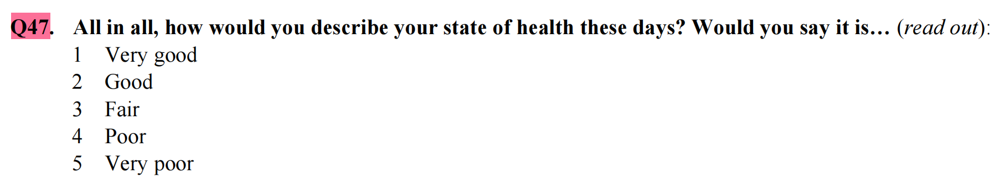 Q47. All in all, how would you describe your state of health these days? Would you say it is… (read out):
1 Very good
2 Good
3 Fair
4 Poor
5 Very poor